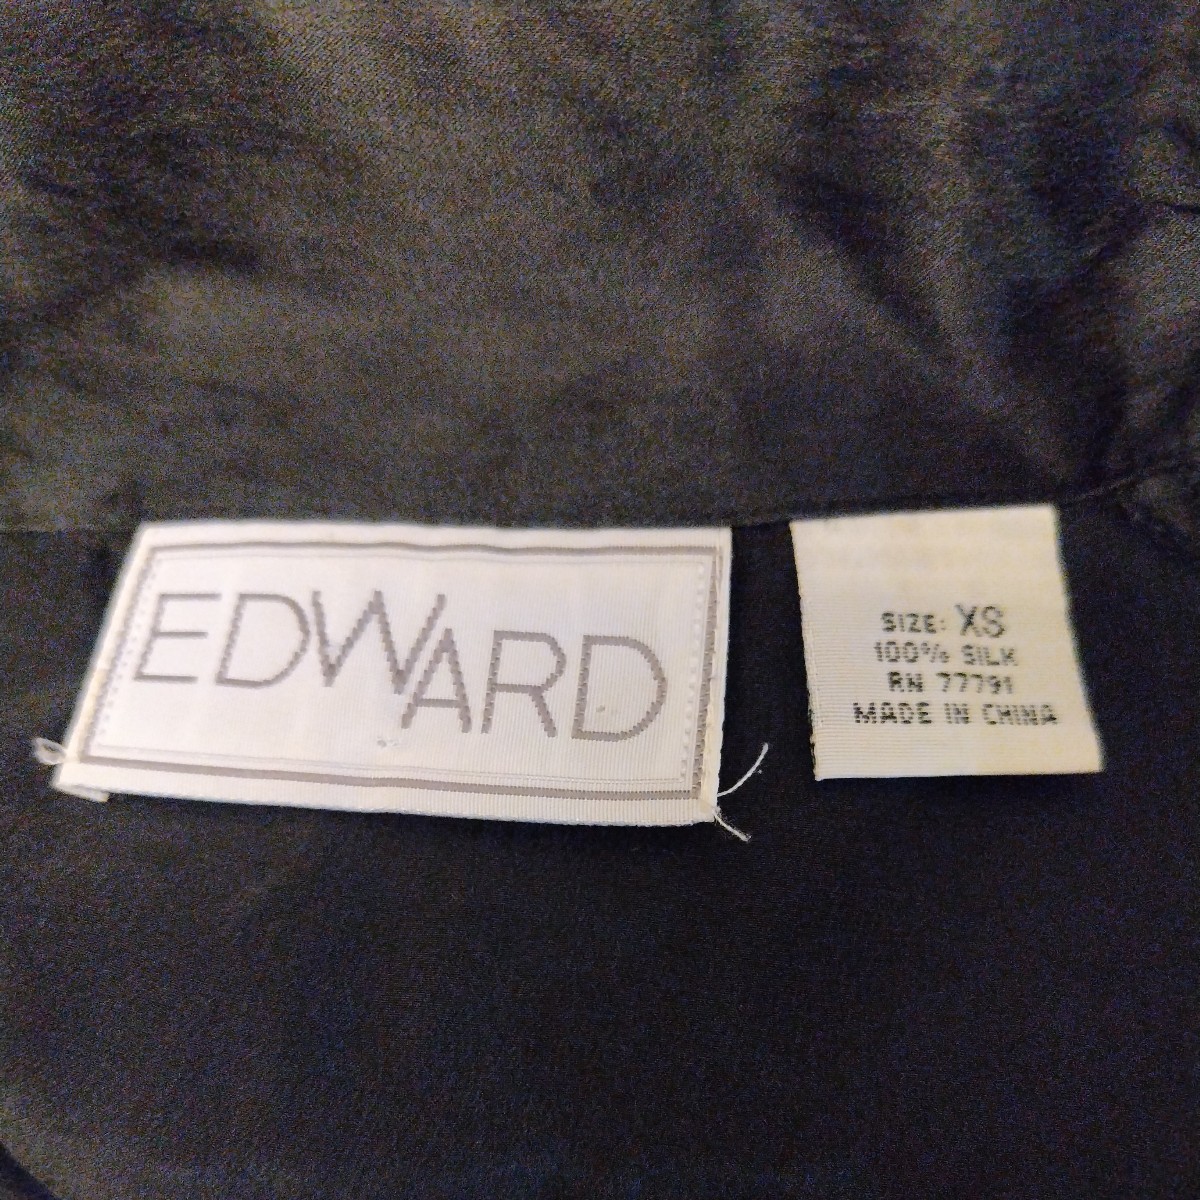 EDWARD
SIZE: XS
100% SILK
RN 77791
MADE IN CHINA